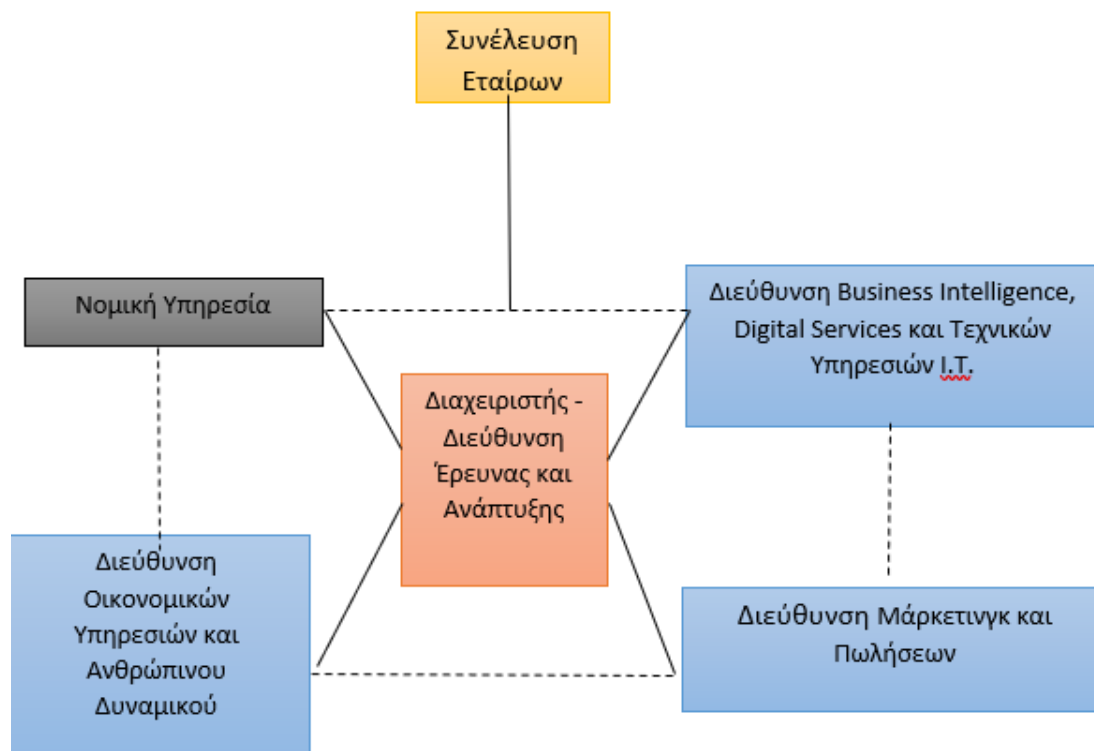 Συνέλευση
Εταίρων
Νομική Υπηρεσία
Διεύθυνση Business Intelligence,
Digital Services και Τεχνικών
Υπηρεσιών Ι.Τ.
Διαχειριστής -
Διεύθυνση
Έρευνας και
Ανάπτυξης
Διεύθυνση
Οικονομικών
Υπηρεσιών και
Ανθρώπινου
Δυναμικού
Διεύθυνση Μάρκετινγκ και
Πωλήσεων